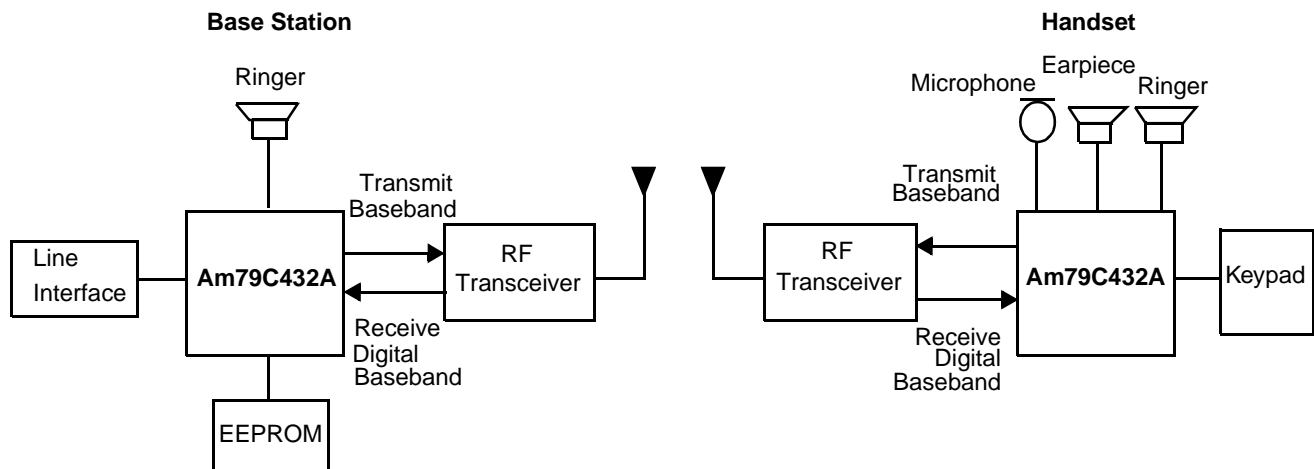 Base Station
Ringer
Transmit
Baseband
Line
Interface
Am79C432A
RF
Transceiver
Receive
Digital
Baseband
EEPROM
Handset
Microphone
Earpiece
Ringer
Transmit
Baseband
RF
Transceiver
Am79C432A
Keypad
Receive
Digital
Baseband